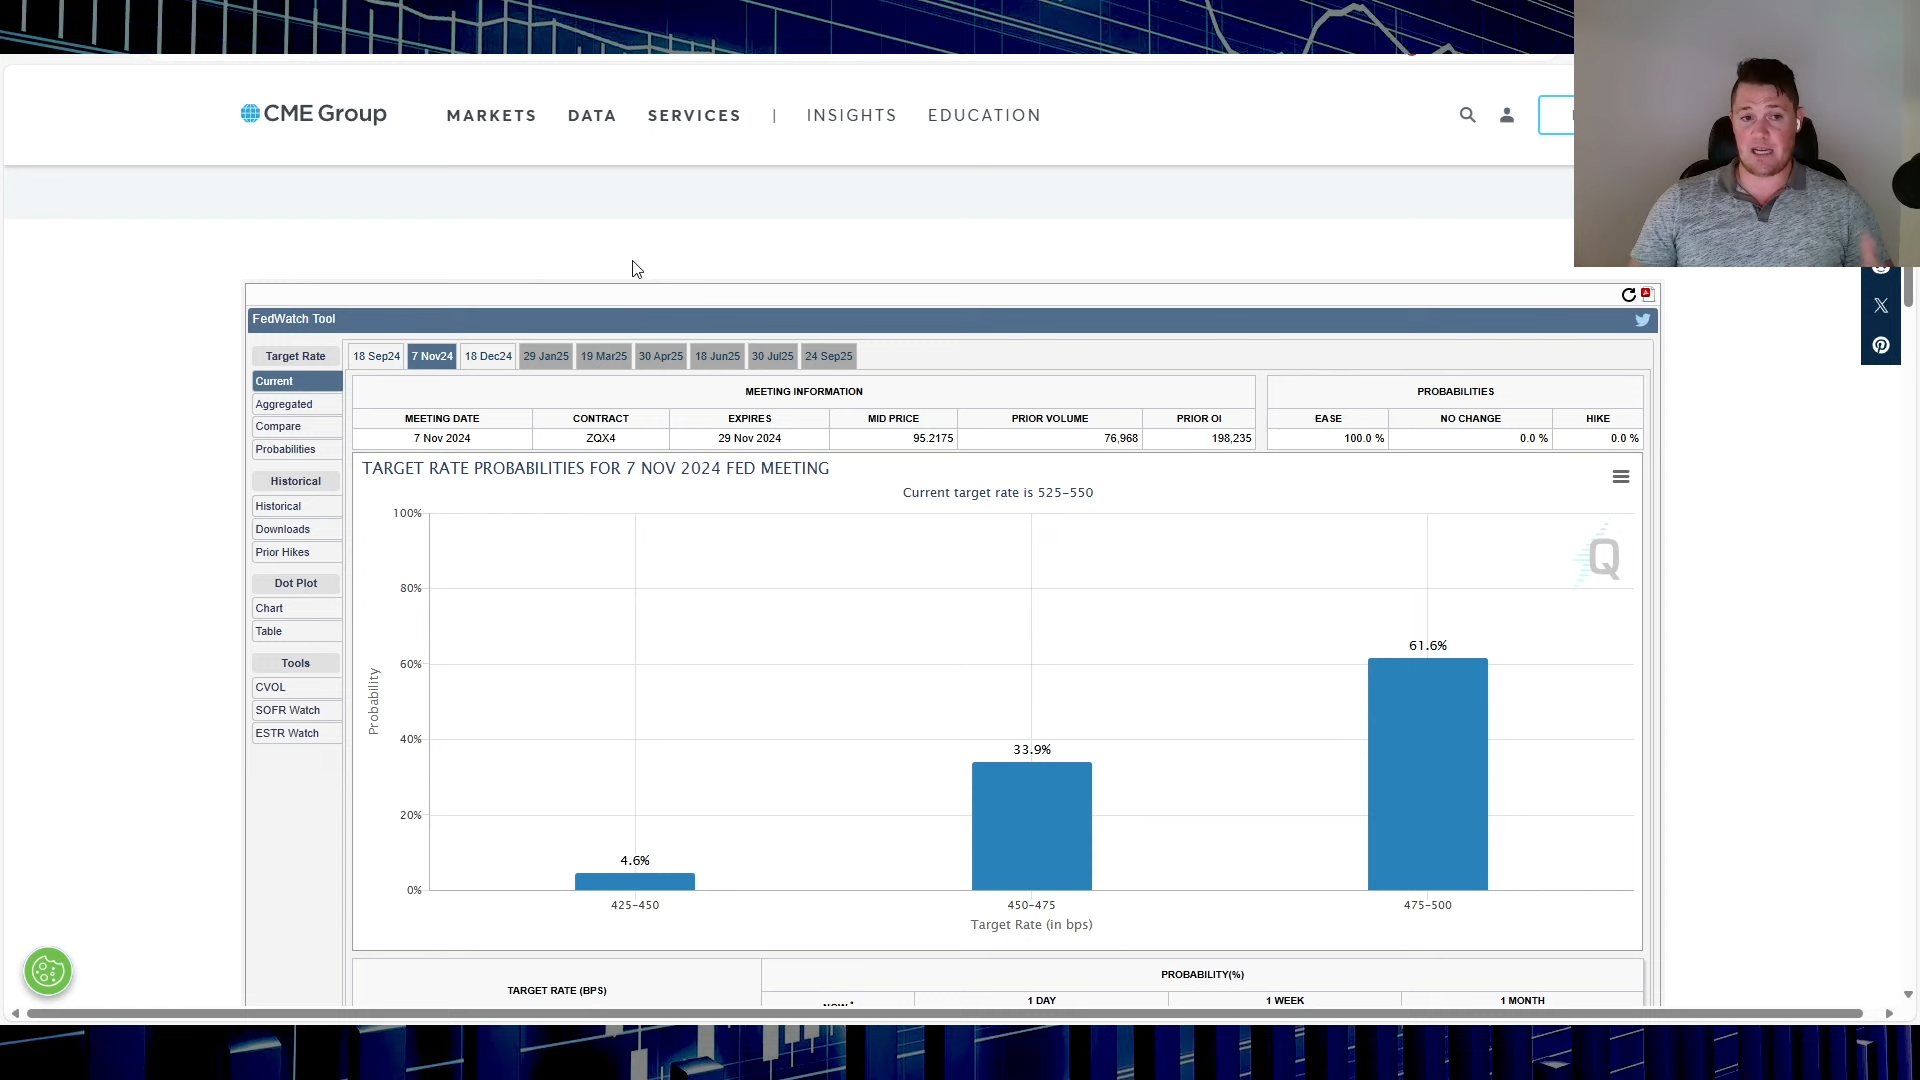 CME Group
MARKETS DATA SERVICES | INSIGHTS EDUCATION
FedWatch Tool
Target Rate
Current
Aggregated
Compare
Probabilities
Historical
Historical
Downloads
Prior Hikes
Dot Plot
Chart
Table
Tools
CVOL
SOFR Watch
ESTR Watch
18 Sep24 7 Nov24 18 Dec24 29 Jan25 19 Mar25 30 Apr25 18 Jun25 30 Jul25 24 Sep25
MEETING INFORMATION
MEETING DATE CONTRACT EXPIRES MID PRICE PRIOR VOLUME PRIOR OI
7 Nov 2024 ZQX4 29 Nov 2024 95.2175 76,968 198,235
PROBABILITIES
EASE NO CHANGE HIKE
100.0 % 0.0 % 0.0 %
TARGET RATE PROBABILITIES FOR 7 NOV 2024 FED MEETING
Current target rate is 525-550
Q
100%
80%
60%
40%
20%
0%
Probability
4.6%
33.9%
61.6%
425-450 450-475 475-500
Target Rate (in bps)
TARGET RATE (BPS)
PROBABILITY(%)
1 DAY 1 WEEK 1 MONTH